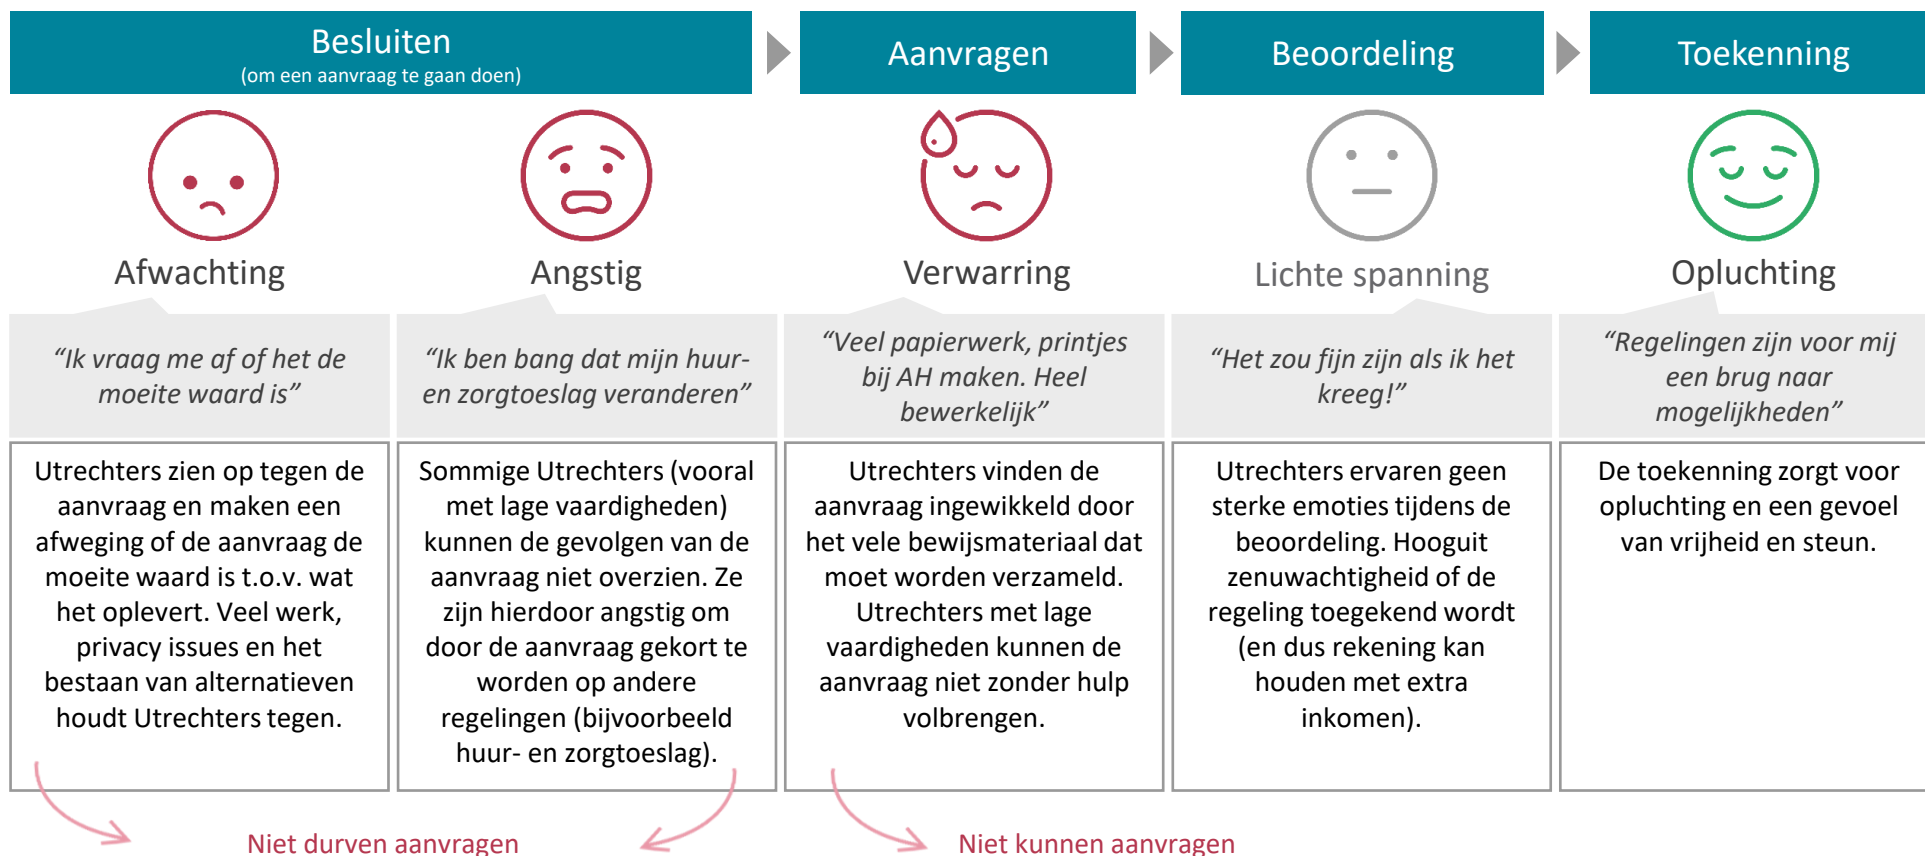 Besluiten
(om een aanvraag te gaan doen)
Aanvragen
Beoordeling
Toekenning
Afwachting
Angstig
Verwarring
Lichte spanning
Opluchting
“Ik vraag me af of het de
moeite waard is”
“Ik ben bang dat mijn huur-
en zorgtoeslag veranderen”
“Veel papierwerk, printjes
bij AH maken. Heel
bewerkelijk”
“Het zou fijn zijn als ik het
kreeg!”
“Regelingen zijn voor mij
een brug naar
mogelijkheden”
Utrechters zien op tegen de
aanvraag en maken een
afweging of de aanvraag de
moeite waard is t.o.v. wat
het oplevert. Veel werk,
privacy issues en het
bestaan van alternatieven
houdt Utrechters tegen.
Sommige Utrechters (vooral
met lage vaardigheden)
kunnen de gevolgen van de
aanvraag niet overzien. Ze
zijn hierdoor angstig om
door de aanvraag gekort te
worden op andere
regelingen (bijvoorbeeld
huur- en zorgtoeslag).
Utrechters vinden de
aanvraag ingewikkeld door
het vele bewijsmateriaal dat
moet worden verzameld.
Utrechters met lage
vaardigheden kunnen de
aanvraag niet zonder hulp
volbrengen.
Utrechters ervaren geen
sterke emoties tijdens de
beoordeling. Hooguit
zenuwachtigheid of de
regeling toegekend wordt
(en dus rekening kan
houden met extra
inkomen).
De toekenning zorgt voor
opluchting en een gevoel
van vrijheid en steun.
Niet durven aanvragen
Niet kunnen aanvragen